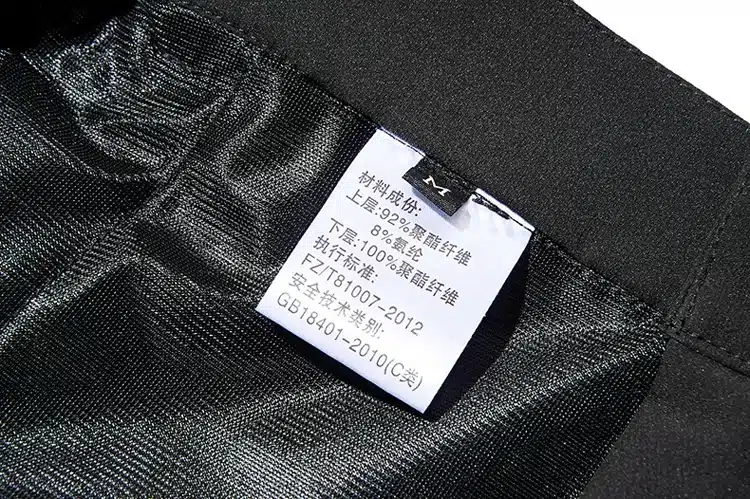 M
材料成份:
上层:92%聚酯纤维
8%氨纶
下层:100%聚酯纤维
执行标准:
FZ/T81007-2012
安全技术类别:
GB18401-2010(C类)